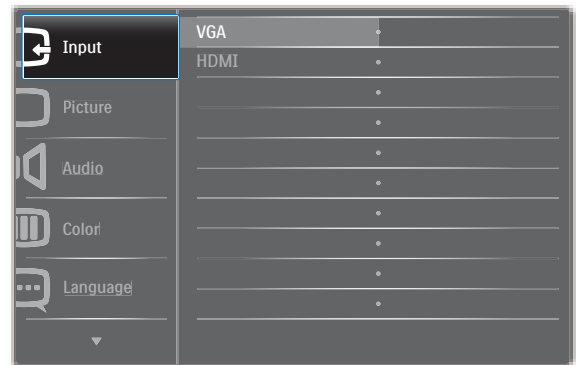 Input
Picture
Audio
Color
Language
VGA
HDMI